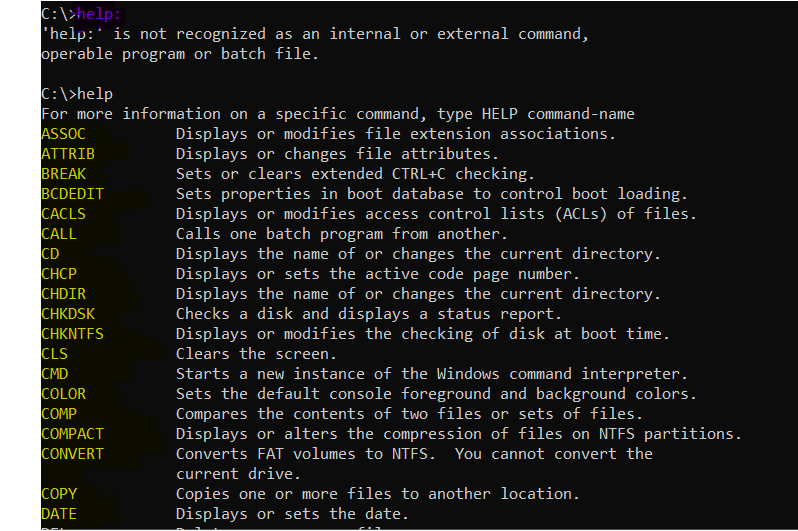 C:\>help:
'help:' is not recognized as an internal or external command,
operable program or batch file.
C:\>help
For more information on a specific command, type HELP command-name
ASSOC          Displays or modifies file extension associations.
ATTRIB         Displays or changes file attributes.
BREAK          Sets or clears extended CTRL+C checking.
BCDEDIT        Sets properties in boot database to control boot loading.
CACLS          Displays or modifies access control lists (ACLs) of files.
CALL           Calls one batch program from another.
CD             Displays the name of or changes the current directory.
CHCP           Displays or sets the active code page number.
CHDIR          Displays the name of or changes the current directory.
CHKDSK         Checks a disk and displays a status report.
CHKNTFS        Displays or modifies the checking of disk at boot time.
CLS            Clears the screen.
CMD            Starts a new instance of the Windows command interpreter.
COLOR          Sets the default console foreground and background colors.
COMP           Compares the contents of two files or sets of files.
COMPACT        Displays or alters the compression of files on NTFS partitions.
CONVERT        Converts FAT volumes to NTFS.  You cannot convert the
               current drive.
COPY           Copies one or more files to another location.
DATE           Displays or sets the date.